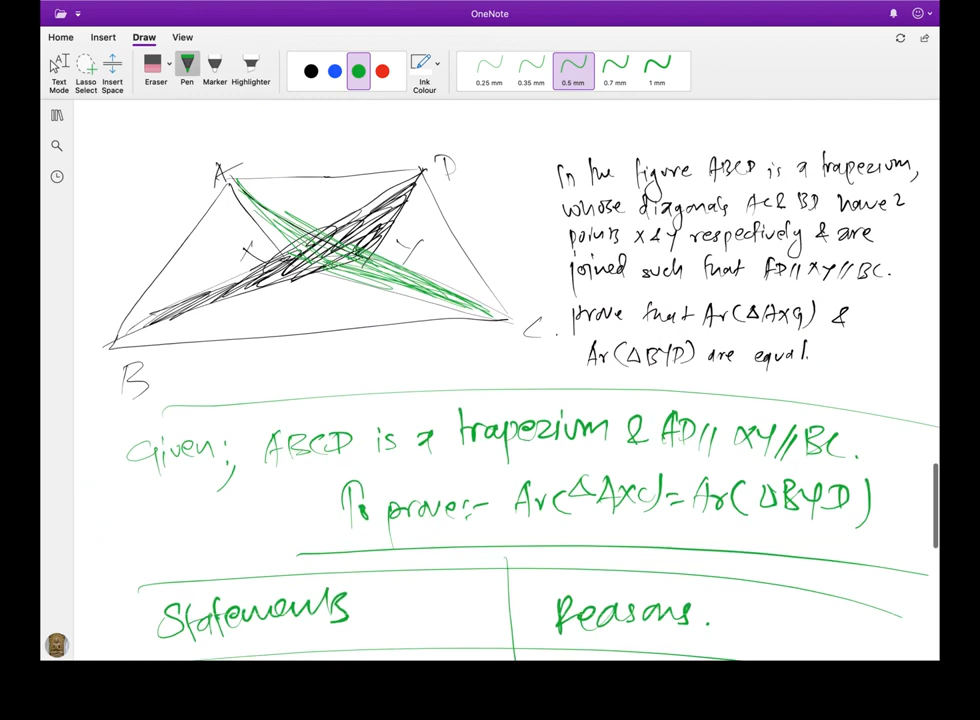 OneNote
Home Insert Draw View
Text Mode
Lasso Select
Insert Space
Eraser
Pen
Marker
Highlighter
Ink Colour
0.25 mm
0.35 mm
0.5 mm
0.7 mm
1 mm
A D
X Y
B C
In the figure ABCD is a trapezium,
whose diagonals AC & BD have 2
points X & Y respectively & are
joined such that AD// XY// BC.
prove that Ar(△AXC) &
Ar(△BYD) are equal.
Given; ABCD is a trapezium & AD// XY//BC.
To prove:- Ar(△AXC)= Ar(△BYD)
Statements Reasons.